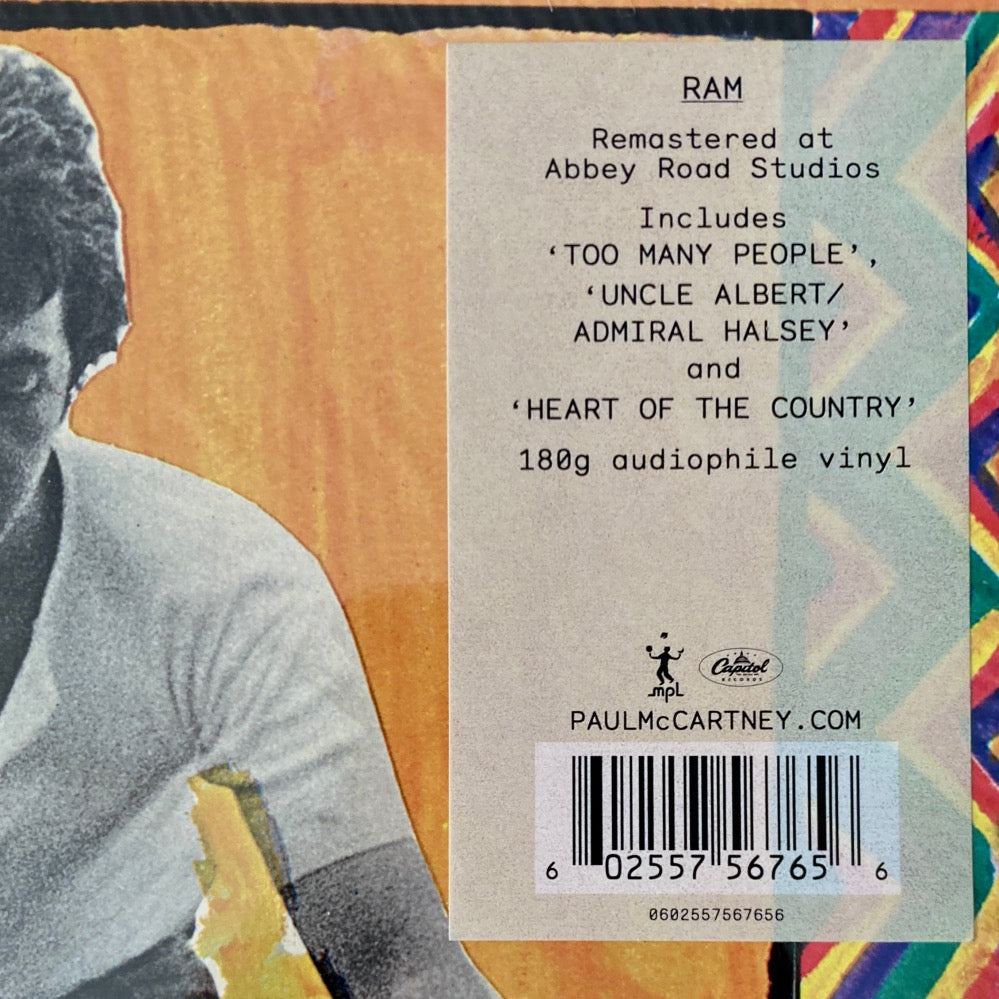 RAM
Remastered at
Abbey Road Studios
Includes
‘TOO MANY PEOPLE’,
‘UNCLE ALBERT/
ADMIRAL HALSEY’
and
‘HEART OF THE COUNTRY’
180g audiophile vinyl
mpl Capitol
RECORDS
PAULMcCARTNEY.COM
6 02557 56765 6
0602557567656